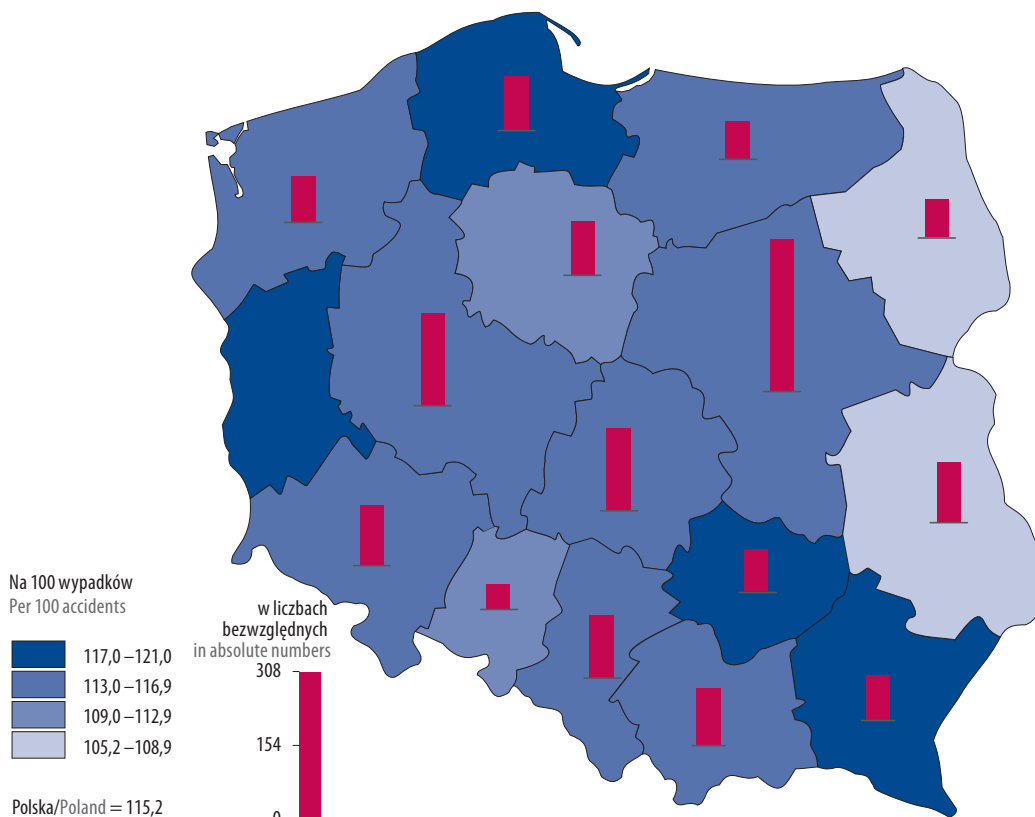 Na 100 wypadków
Per 100 accidents
117,0 –121,0
113,0 –116,9
109,0 –112,9
105,2 –108,9
Polska/Poland = 115,2
w liczbach
bezwzględnych
in absolute numbers
308
154
0